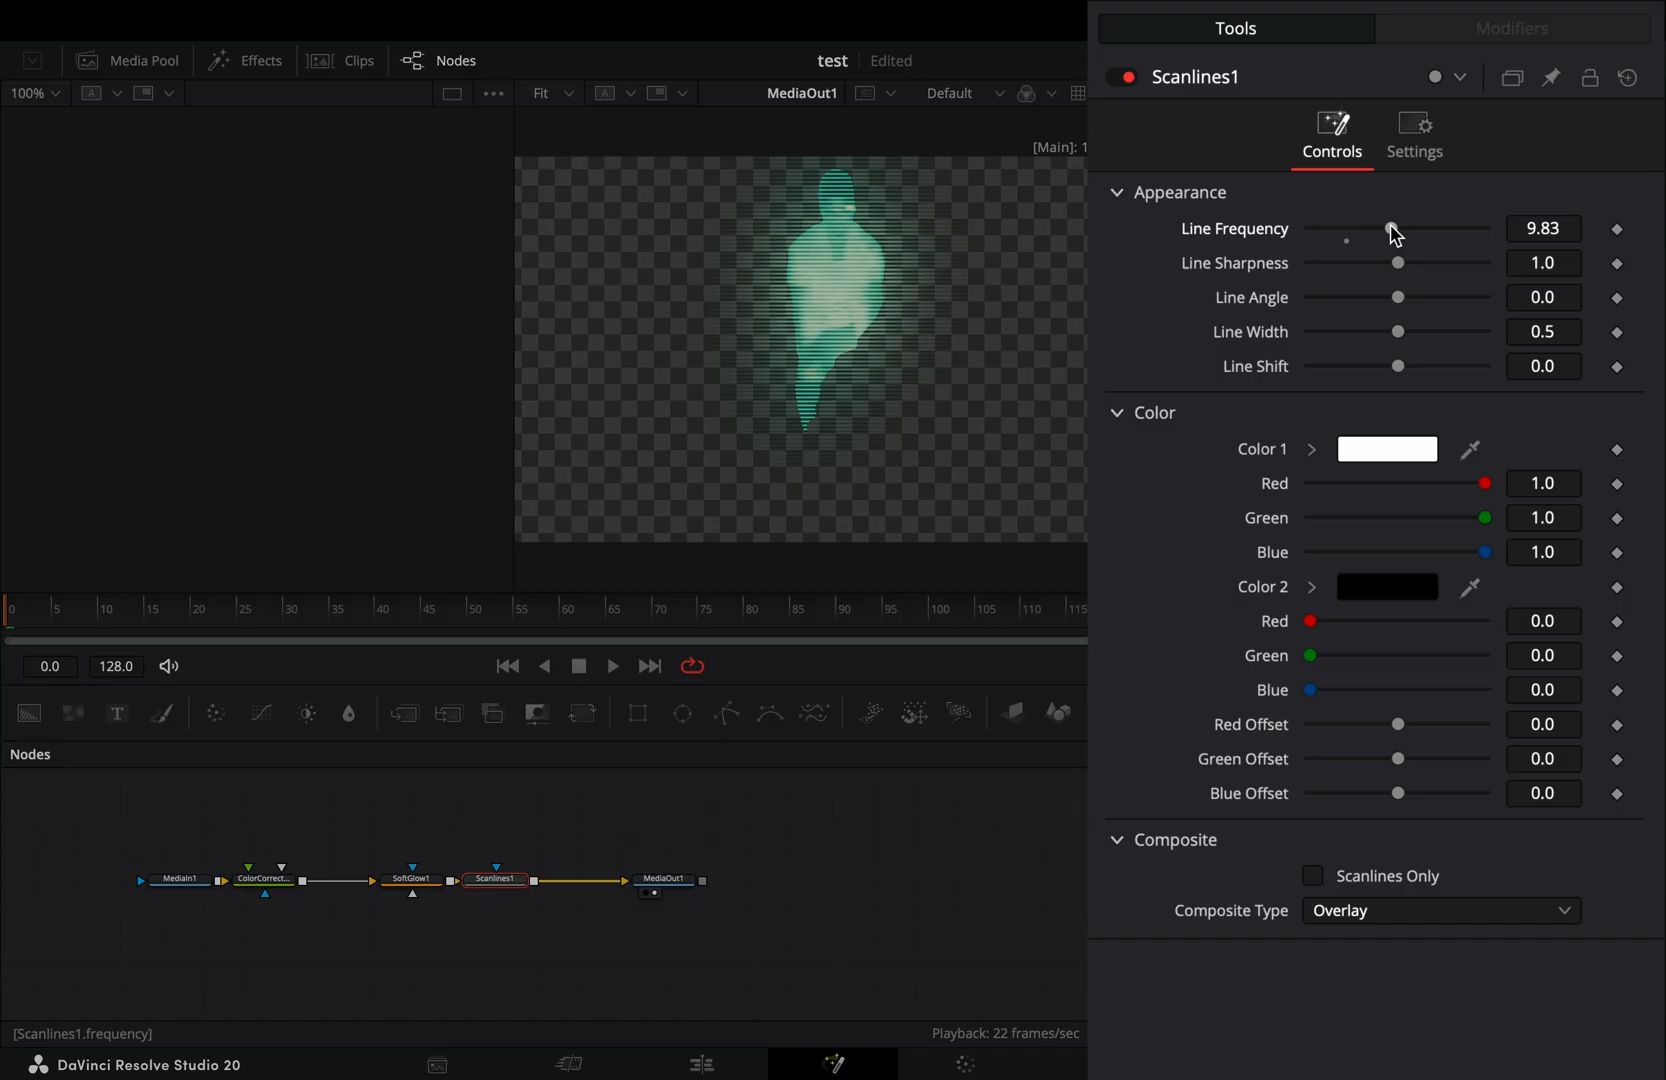 Tools
Modifiers
Media Pool
Effects
Clips
Nodes
test
Edited
Scanlines1
100%
A
Fit
A
MediaOut1
Default
[Main]: 1
Controls
Settings
Appearance
Line Frequency 9.83
Line Sharpness 1.0
Line Angle 0.0
Line Width 0.5
Line Shift 0.0
Color
Color 1
Red 1.0
Green 1.0
Blue 1.0
Color 2
Red 0.0
Green 0.0
Blue 0.0
Red Offset 0.0
Green Offset 0.0
Blue Offset 0.0
Composite
Scanlines Only
Composite Type Overlay
0 5 10 15 20 25 30 35 40 45 50 55 60 65 70 75 80 85 90 95 100 105 110 115
0.0 128.0
T
Nodes
MediaIn1
ColorCorrect...
SoftGlow1
Scanlines1
MediaOut1
[Scanlines1.frequency]
Playback: 22 frames/sec
DaVinci Resolve Studio 20